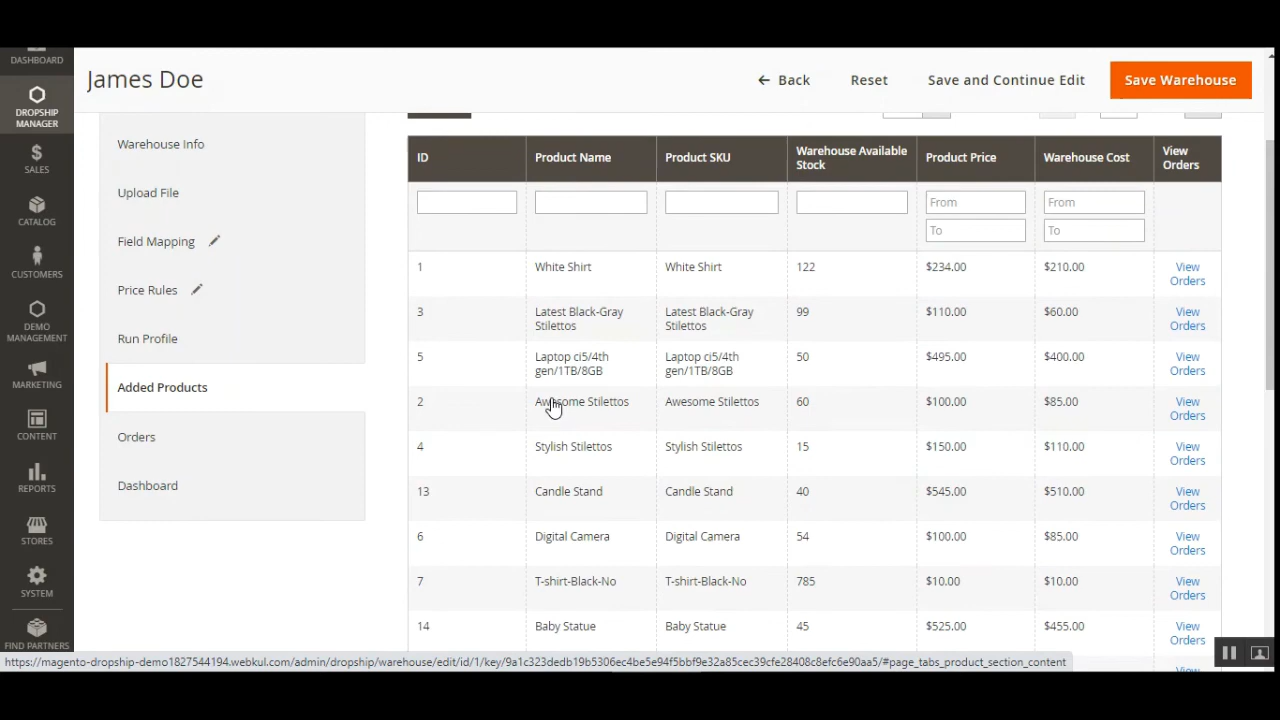 DASHBOARD
DROPSHIP
MANAGER
SALES
CATALOG
CUSTOMERS
DEMO
MANAGEMENT
MARKETING
CONTENT
REPORTS
STORES
SYSTEM
FIND PARTNERS
James Doe
Back
Reset
Save and Continue Edit
Save Warehouse
Warehouse Info
Upload File
Field Mapping
Price Rules
Run Profile
Added Products
Orders
Dashboard
ID Product Name Product SKU Warehouse Available Stock Product Price Warehouse Cost View Orders
From From
To To
1 White Shirt White Shirt 122 $234.00 $210.00 View Orders
3 Latest Black-Gray Stilettos Latest Black-Gray Stilettos 99 $110.00 $60.00 View Orders
5 Laptop ci5/4th gen/1TB/8GB Laptop ci5/4th gen/1TB/8GB 50 $495.00 $400.00 View Orders
2 Awesome Stilettos Awesome Stilettos 60 $100.00 $85.00 View Orders
4 Stylish Stilettos Stylish Stilettos 15 $150.00 $110.00 View Orders
13 Candle Stand Candle Stand 40 $545.00 $510.00 View Orders
6 Digital Camera Digital Camera 54 $100.00 $85.00 View Orders
7 T-shirt-Black-No T-shirt-Black-No 785 $10.00 $10.00 View Orders
14 Baby Statue Baby Statue 45 $525.00 $455.00 View Orders
https://magento-dropship-demo1827544194.webkul.com/admin/dropship/warehouse/edit/id/1/key/9a1c323dedb19b5306ec4be5e94f5bbf9e32a85cec39cfe28408c8efc6e90aa5/#page_tabs_product_section_content